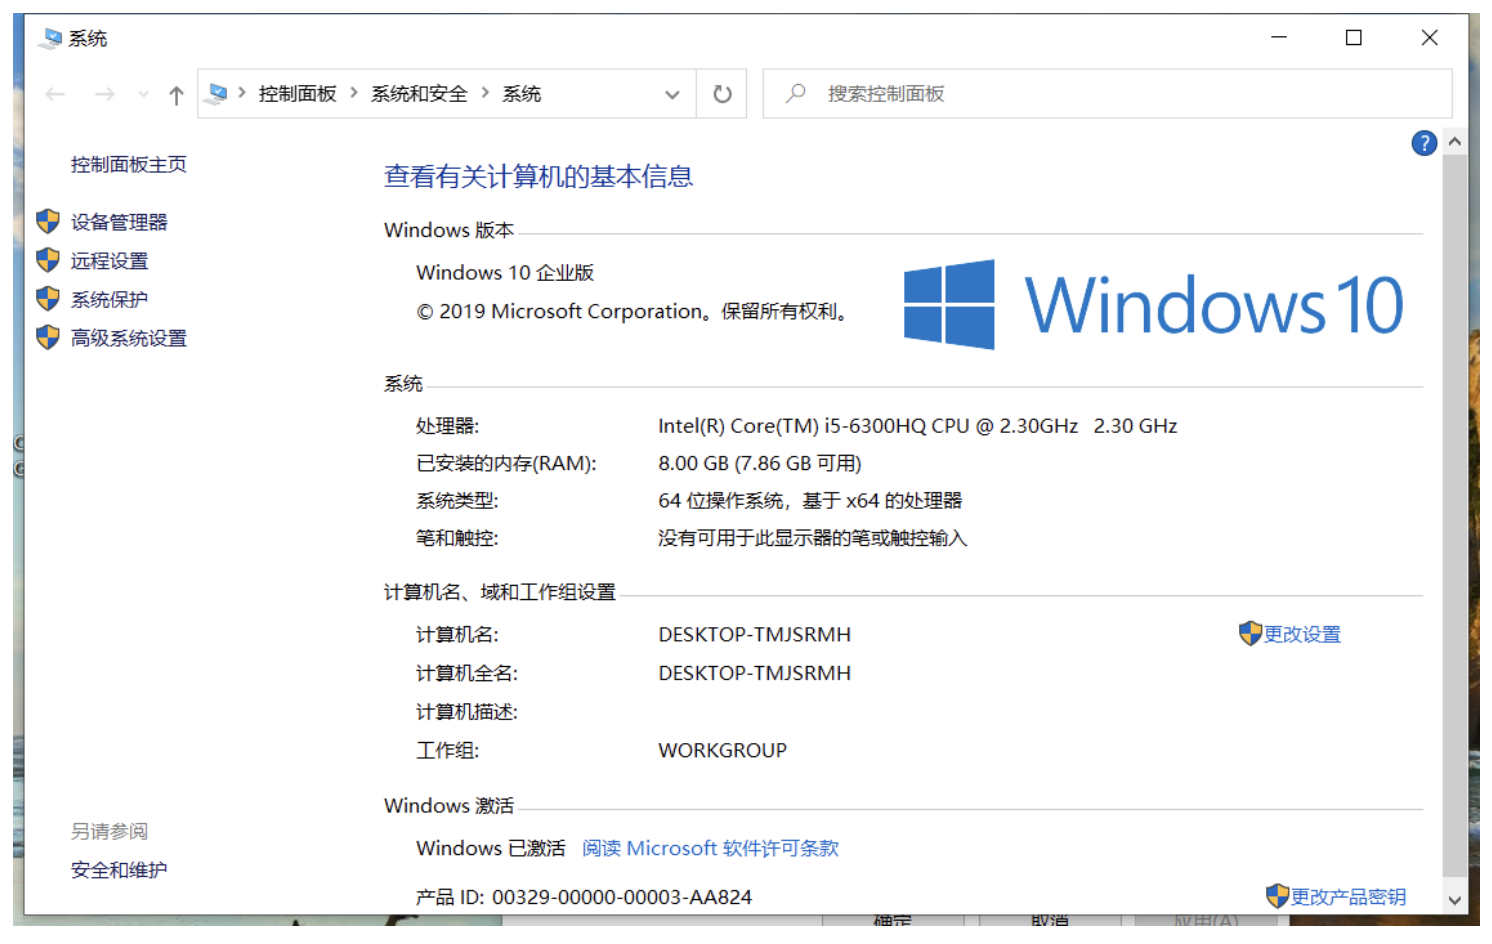 系统
控制面板 系统和安全 系统
搜索控制面板
控制面板主页
设备管理器
远程设置
系统保护
高级系统设置
另请参阅
安全和维护
查看有关计算机的基本信息
Windows 版本
Windows 10 企业版
© 2019 Microsoft Corporation。保留所有权利。
Windows 10
系统
处理器: Intel(R) Core(TM) i5-6300HQ CPU @ 2.30GHz 2.30 GHz
已安装的内存(RAM): 8.00 GB (7.86 GB 可用)
系统类型: 64 位操作系统，基于 x64 的处理器
笔和触控: 没有可用于此显示器的笔或触控输入
计算机名、域和工作组设置
计算机名: DESKTOP-TMJSRMH 更改设置
计算机全名: DESKTOP-TMJSRMH
计算机描述:
工作组: WORKGROUP
Windows 激活
Windows 已激活 阅读 Microsoft 软件许可条款
产品 ID: 00329-00000-00003-AA824 更改产品密钥
确定 取消 应用(A)